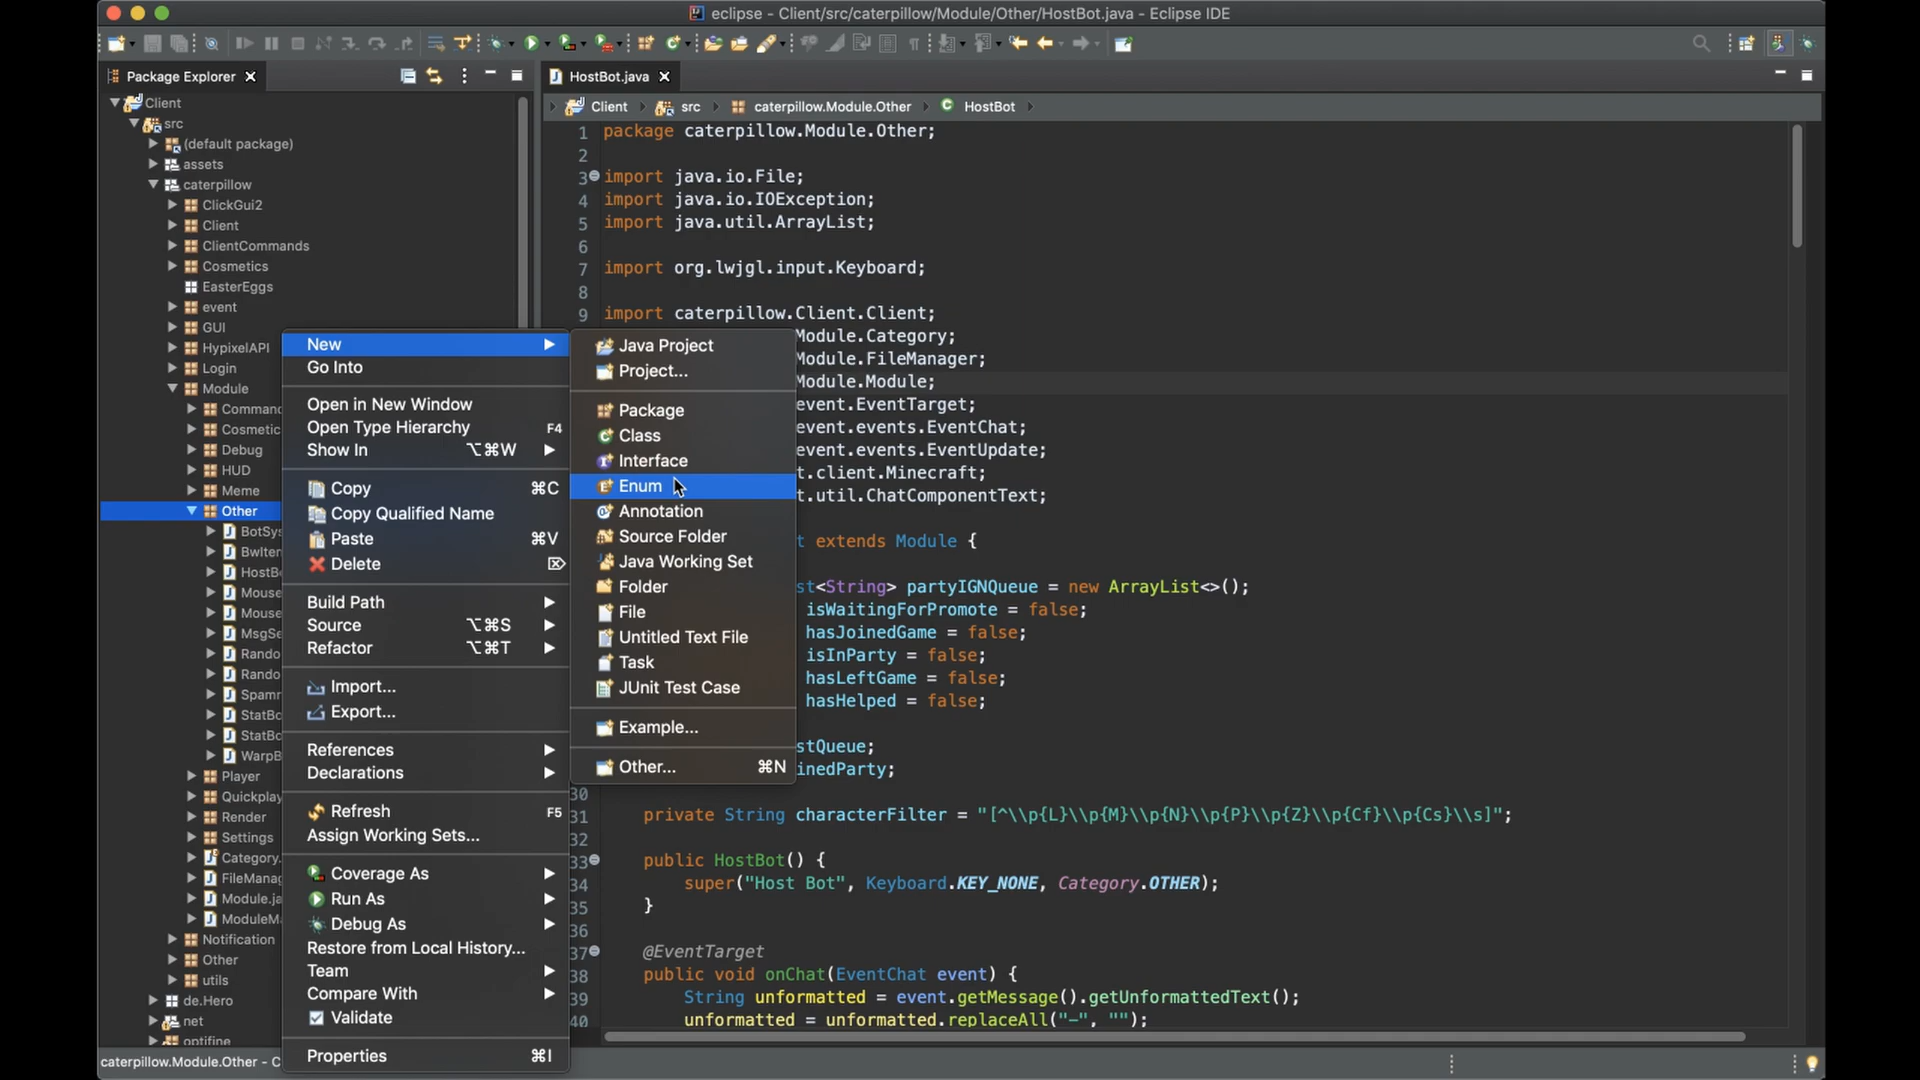 eclipse - Client/src/caterpillow/Module/Other/HostBot.java - Eclipse IDE
Package Explorer
HostBot.java
Client
src
(default package)
assets
caterpillow
ClickGui2
Client
ClientCommands
Cosmetics
EasterEggs
event
GUI
HypixelAPI
Login
Module
Debug
HUD
Meme
Other
Player
Render
Settings
Notification
Other
utils
de.Hero
net
optifine
caterpillow.Module.Other - C
New
Go Into
Open in New Window
Open Type Hierarchy F4
Show In ⌥⌘W
Copy ⌘C
Copy Qualified Name
Paste ⌘V
Delete ⌦
Build Path
Source ⌥⌘S
Refactor ⌥⌘T
Import...
Export...
References
Declarations
Refresh F5
Assign Working Sets...
Coverage As
Run As
Debug As
Restore from Local History...
Team
Compare With
Validate
Properties ⌘I
Java Project
Project...
Package
Class
Interface
Enum
Annotation
Source Folder
Java Working Set
Folder
File
Untitled Text File
Task
JUnit Test Case
Example...
Other... ⌘N
Client src caterpillow.Module.Other HostBot
1 package caterpillow.Module.Other;
2
3 import java.io.File;
4 import java.io.IOException;
5 import java.util.ArrayList;
6
7 import org.lwjgl.input.Keyboard;
8
9 import caterpillow.Client.Client;
Module.Category;
Module.FileManager;
Module.Module;
event.EventTarget;
event.events.EventChat;
event.events.EventUpdate;
t.client.Minecraft;
t.util.ChatComponentText;
t extends Module {
st<String> partyIGNQueue = new ArrayList<>();
isWaitingForPromote = false;
hasJoinedGame = false;
isInParty = false;
hasLeftGame = false;
hasHelped = false;
stQueue;
inedParty;
30
31 private String characterFilter = "[^\\p{L}\\p{M}\\p{N}\\p{P}\\p{Z}\\p{Cf}\\p{Cs}\\s]";
32
33 public HostBot() {
34 super("Host Bot", Keyboard.KEY_NONE, Category.OTHER);
35 }
36
37 @EventTarget
38 public void onChat(EventChat event) {
39 String unformatted = event.getMessage().getUnformattedText();
40 unformatted = unformatted.replaceAll("-", "");